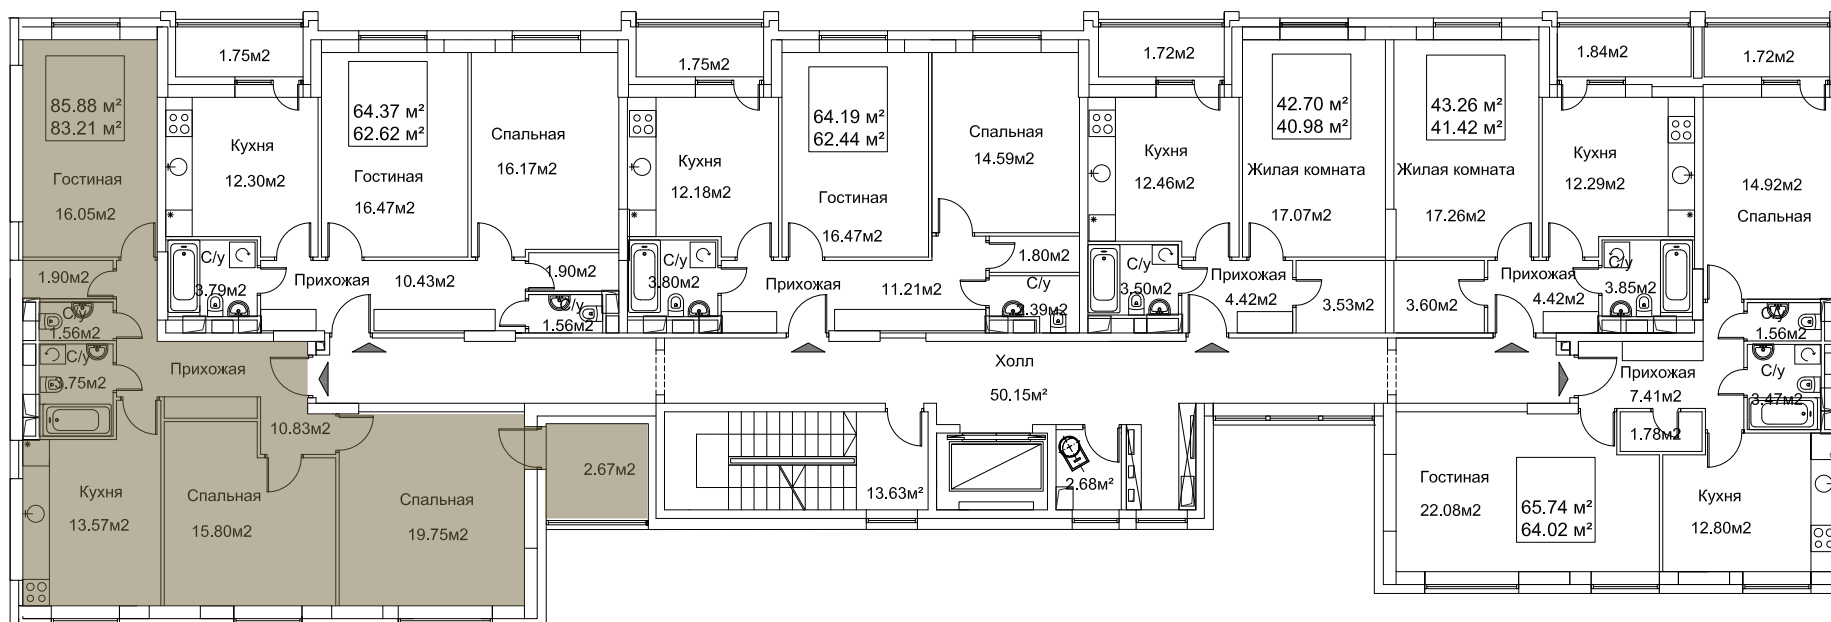 85.88 м²
83.21 м²
Гостиная
16.05м2
1.90м2
С/у
1.56м2
С/у
.75м2
Прихожая
10.83м2
Кухня
13.57м2
Спальная
15.80м2
Спальная
19.75м2
2.67м2
1.75м2
Кухня
12.30м2
64.37 м²
62.62 м²
Гостиная
16.47м2
Спальная
16.17м2
С/у
3.79м2
Прихожая
10.43м2
1.90м2
С/у
1.56м2
1.75м2
Кухня
12.18м2
64.19 м²
62.44 м²
Гостиная
16.47м2
Спальная
14.59м2
С/у
3.80м2
Прихожая
11.21м2
1.80м2
С/у
.39м2
1.72м2
Кухня
12.46м2
42.70 м²
40.98 м²
Жилая комната
17.07м2
С/у
3.50м2
Прихожая
4.42м2
3.53м2
43.26 м²
41.42 м²
Жилая комната
17.26м2
1.84м2
Кухня
12.29м2
3.60м2
Прихожая
4.42м2
С/у
3.85м2
1.72м2
14.92м2
Спальная
С/у
1.56м2
С/у
3.47м2
Прихожая
7.41м2
1.78м2
Гостиная
22.08м2
65.74 м²
64.02 м²
Кухня
12.80м2
Холл
50.15м²
13.63м²
2.68м²